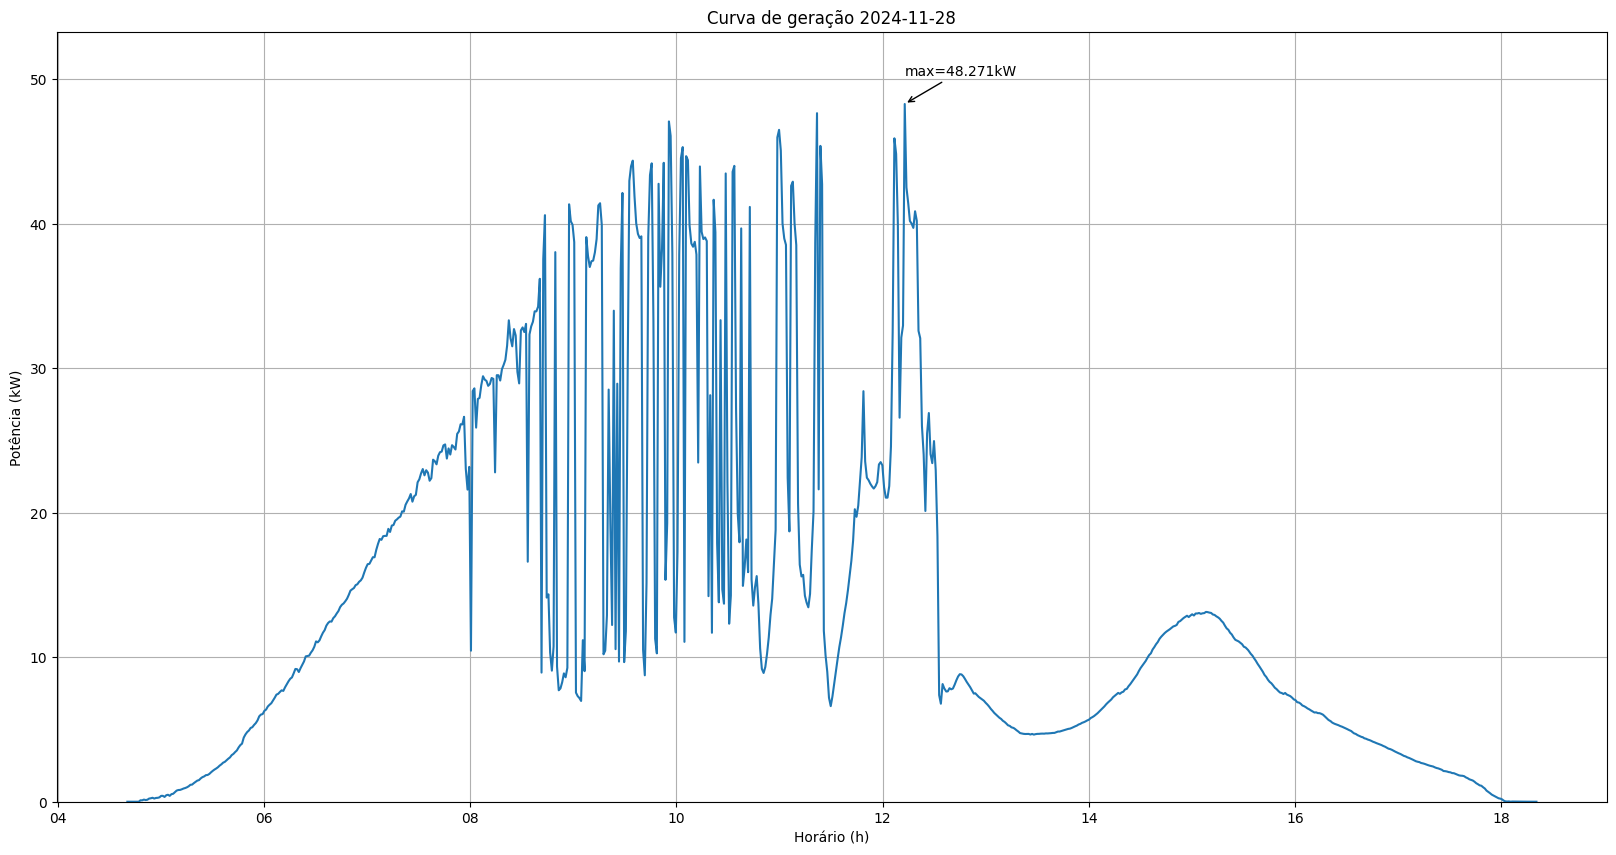 Curva de geração 2024-11-28
max=48.271kW
Potência (kW)
50
40
30
20
10
0
04 06 08 10 12 14 16 18
Horário (h)